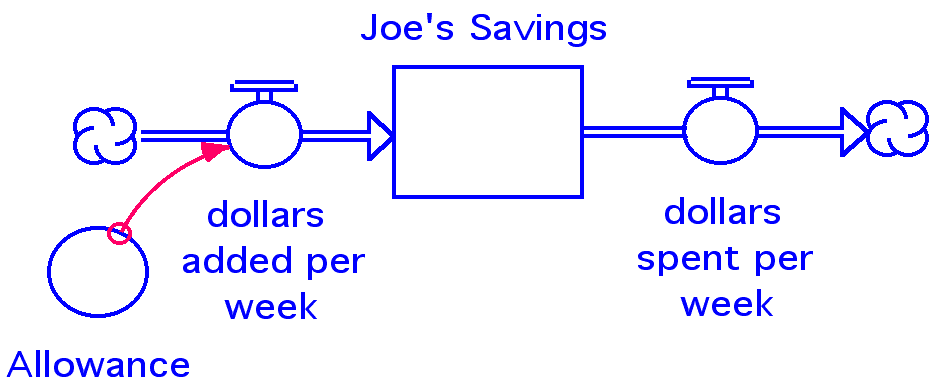 Joe's Savings
dollars
added per
week
dollars
spent per
week
Allowance